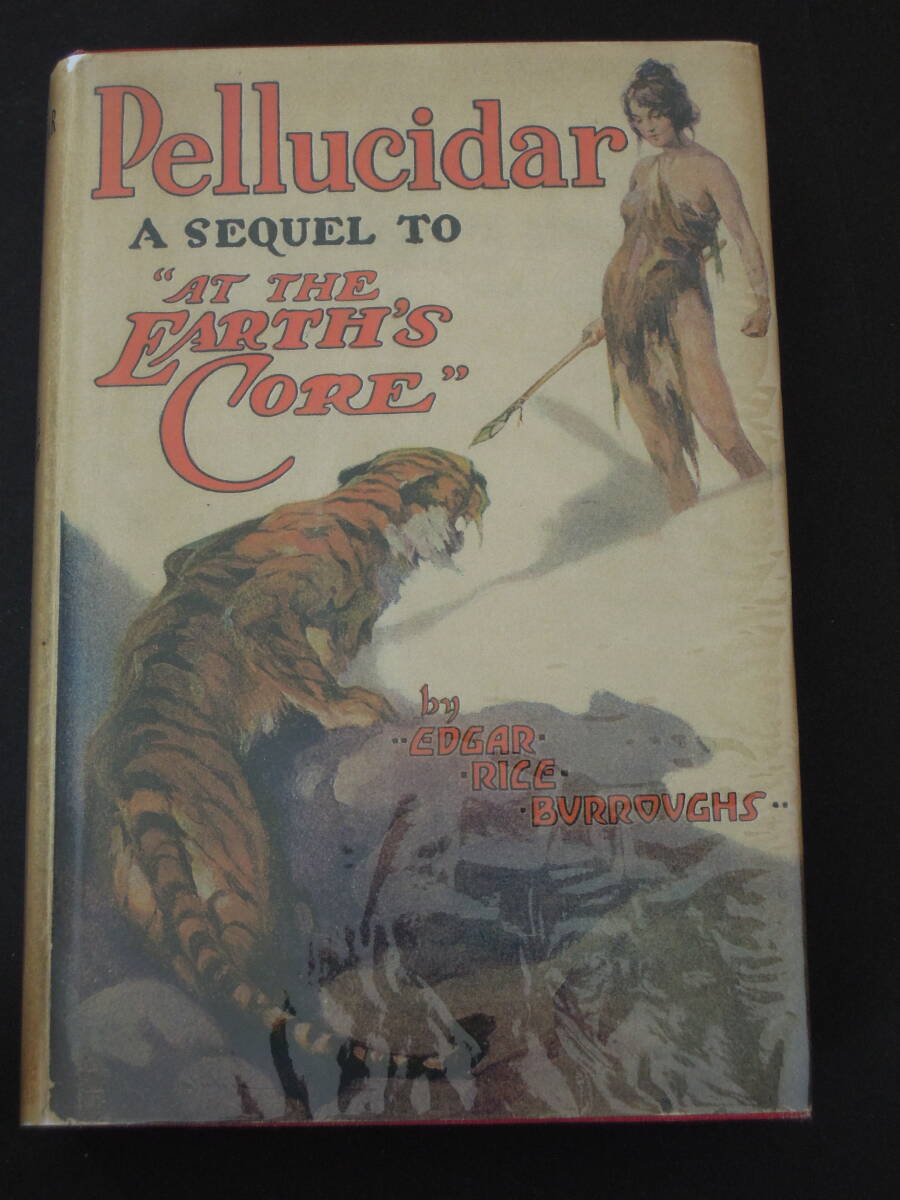 Pellucidar
A SEQUEL TO
"AT THE
EARTH'S
CORE"
by
··EDGAR·
·RICE·
·BURROUGHS··
R